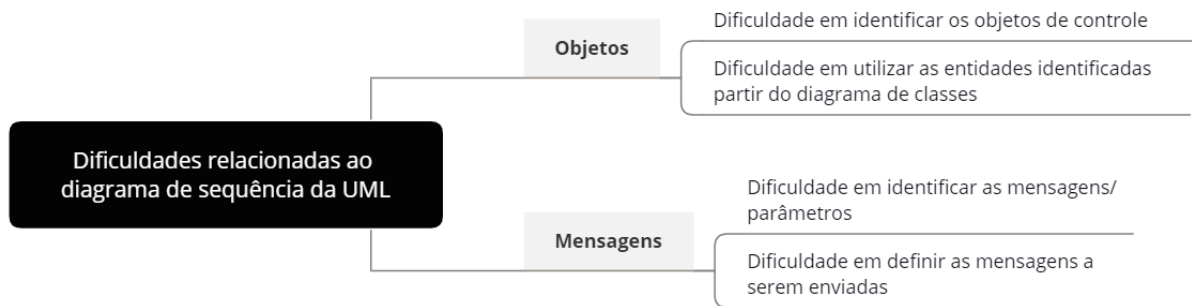 Dificuldades relacionadas ao
diagrama de sequência da UML
Objetos
Dificuldade em identificar os objetos de controle
Dificuldade em utilizar as entidades identificadas
partir do diagrama de classes
Mensagens
Dificuldade em identificar as mensagens/
parâmetros
Dificuldade em definir as mensagens a
serem enviadas